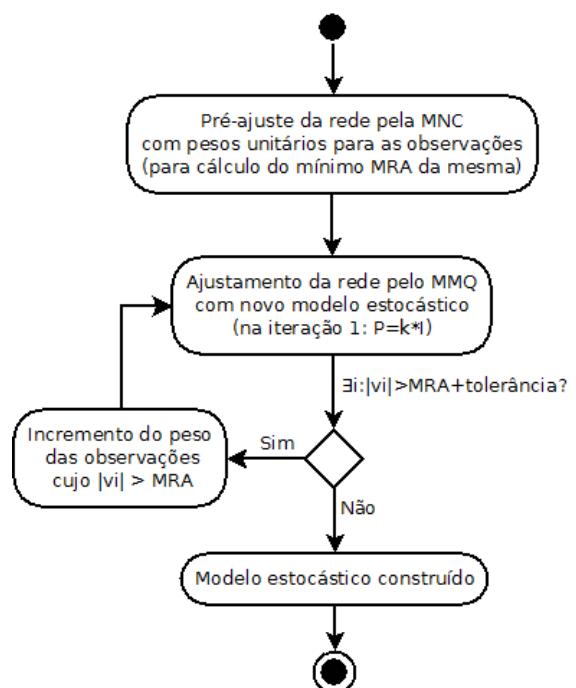 Pré-ajuste da rede pela MNC
com pesos unitários para as observações
(para cálculo do mínimo MRA da mesma)
Ajustamento da rede pelo MMQ
com novo modelo estocástico
(na iteração 1: P=k*I)
∃i:|vi|>MRA+tolerância?
Sim
Incremento do peso
das observações
cujo |vi| > MRA
Não
Modelo estocástico construído